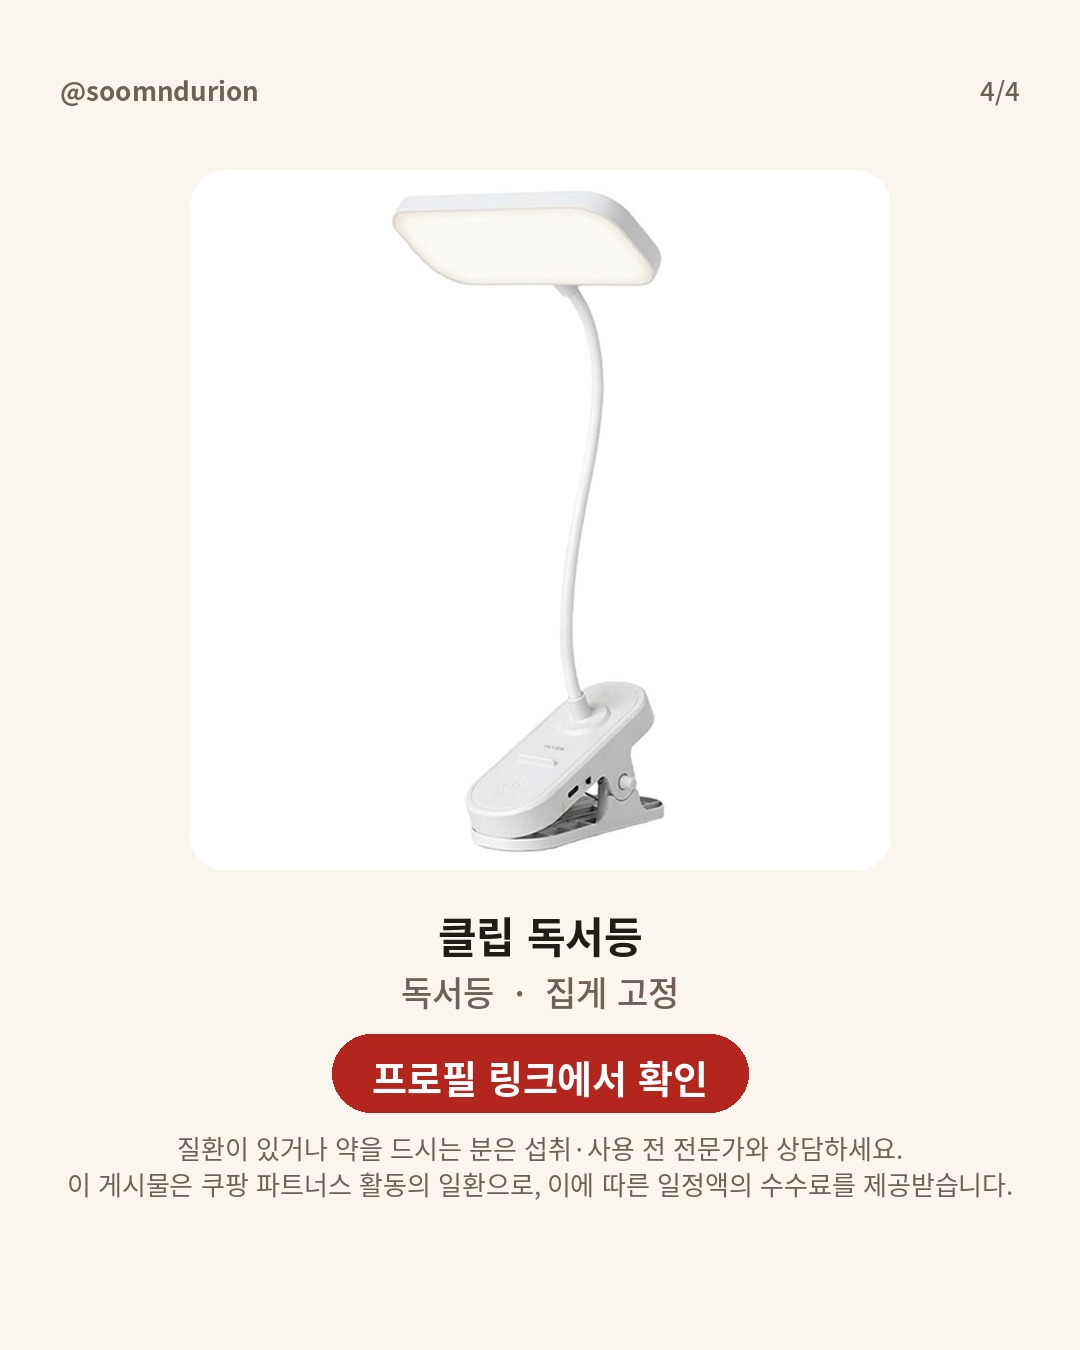 @soomndurion
4/4
클립 독서등
독서등 · 집게 고정
프로필 링크에서 확인
질환이 있거나 약을 드시는 분은 섭취·사용 전 전문가와 상담하세요.
이 게시물은 쿠팡 파트너스 활동의 일환으로, 이에 따른 일정액의 수수료를 제공받습니다.